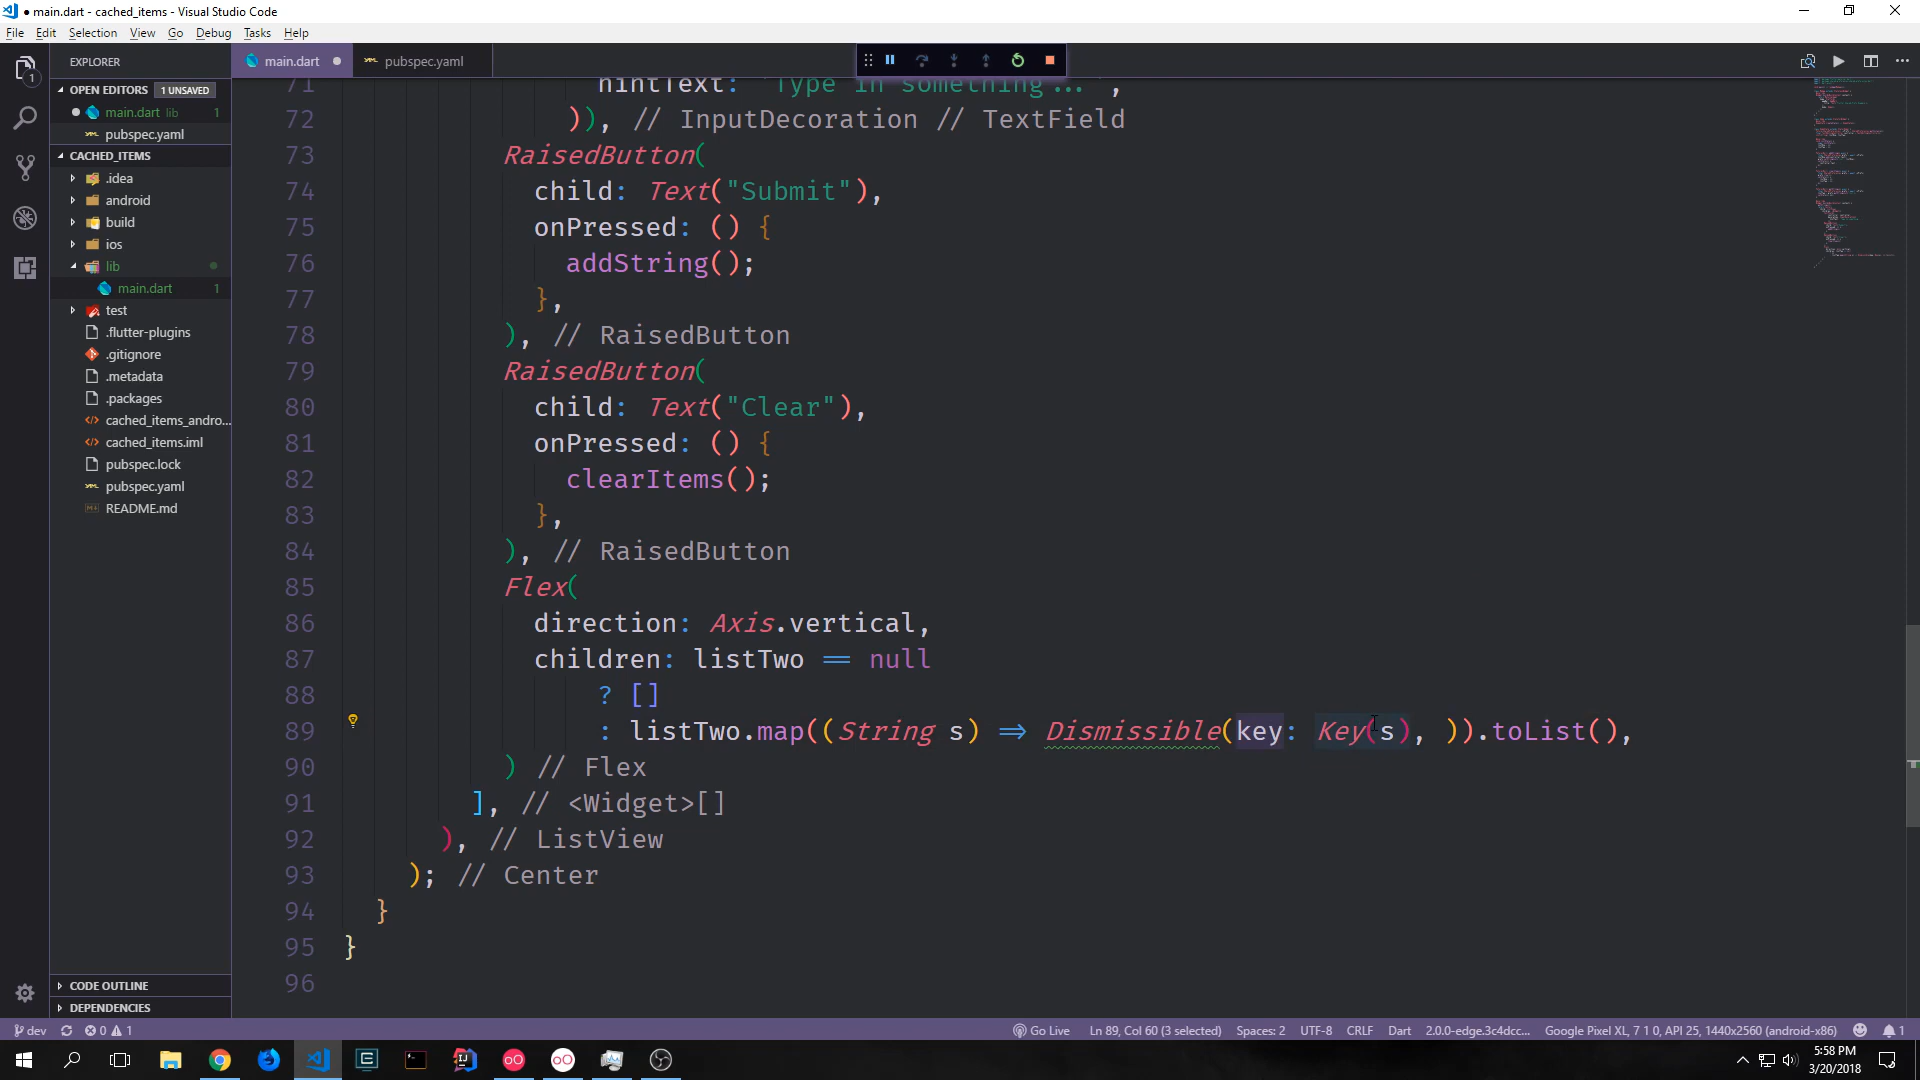 main.dart - cached_items - Visual Studio Code
File Edit Selection View Go Debug Tasks Help
EXPLORER
main.dart
pubspec.yaml
OPEN EDITORS 1 UNSAVED
main.dart lib 1
pubspec.yaml
CACHED_ITEMS
.idea
android
build
ios
lib
main.dart 1
test
.flutter-plugins
.gitignore
.metadata
.packages
cached_items_andro...
cached_items.iml
pubspec.lock
pubspec.yaml
README.md
CODE OUTLINE
DEPENDENCIES
71 hintText: "Type in something...",
72 )), // InputDecoration // TextField
73 RaisedButton(
74 child: Text("Submit"),
75 onPressed: () {
76 addString();
77 },
78 ), // RaisedButton
79 RaisedButton(
80 child: Text("Clear"),
81 onPressed: () {
82 clearItems();
83 },
84 ), // RaisedButton
85 Flex(
86 direction: Axis.vertical,
87 children: listTwo == null
88 ? []
89 : listTwo.map((String s) => Dismissible(key: Key(s), )).toList(),
90 ) // Flex
91 ], // <Widget>[]
92 ), // ListView
93 ); // Center
94 }
95 }
96
dev 0 1 Go Live Ln 89, Col 60 (3 selected) Spaces: 2 UTF-8 CRLF Dart 2.0.0-edge.3c4dcc... Google Pixel XL, 7 1 0, API 25, 1440x2560 (android-x86) 1
5:58 PM
3/20/2018